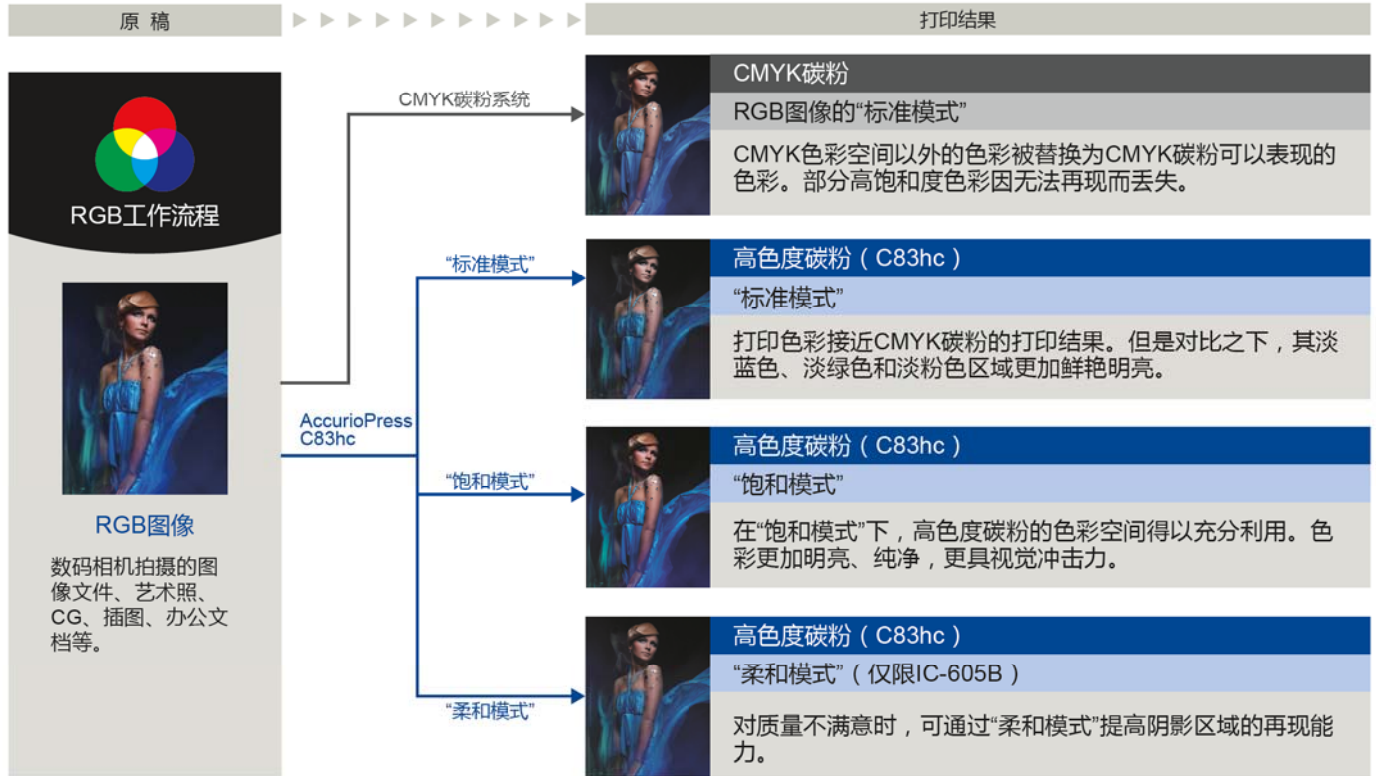 原 稿
打印结果
RGB工作流程
RGB图像
数码相机拍摄的图
像文件、艺术照、
CG、插图、办公文
档等。
CMYK碳粉系统
AccurioPress
C83hc
“标准模式”
“饱和模式”
“柔和模式”
CMYK碳粉
RGB图像的“标准模式”
CMYK色彩空间以外的色彩被替换为CMYK碳粉可以表现的
色彩。部分高饱和度色彩因无法再现而丢失。
高色度碳粉（C83hc）
“标准模式”
打印色彩接近CMYK碳粉的打印结果。但是对比之下，其淡
蓝色、淡绿色和淡粉色区域更加鲜艳明亮。
高色度碳粉（C83hc）
“饱和模式”
在“饱和模式”下，高色度碳粉的色彩空间得以充分利用。色
彩更加明亮、纯净，更具视觉冲击力。
高色度碳粉（C83hc）
“柔和模式”（仅限IC-605B）
对质量不满意时，可通过“柔和模式”提高阴影区域的再现能
力。